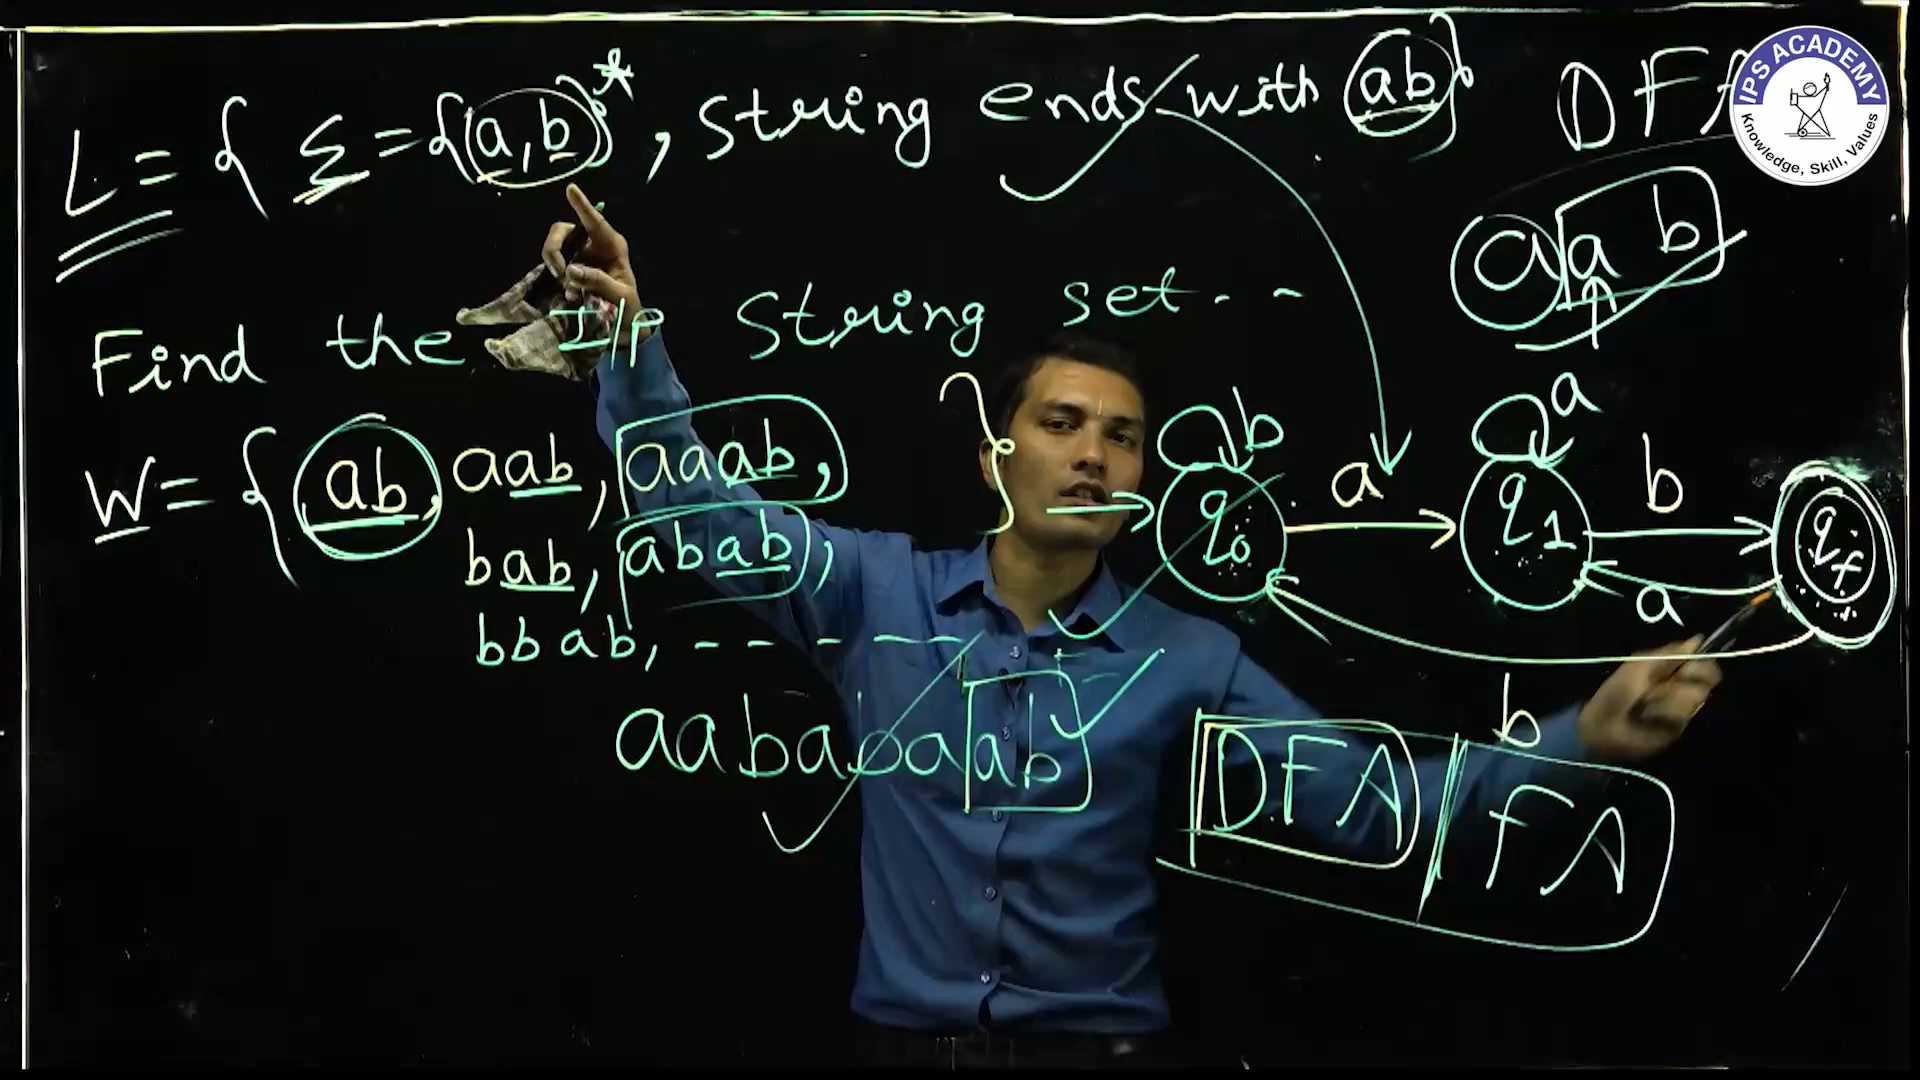 L = { Σ = {a,b}*, String ends with ab}
DFA
IPS ACADEMY
Knowledge, Skill, Values
a a b
Find the I/P String set - -
W = { ab, aab, aaab, }
bab, abab,
bbab, - - - - - -
aababaab
b
a
a
b
q0
q1
qf
a
b
DFA
FA